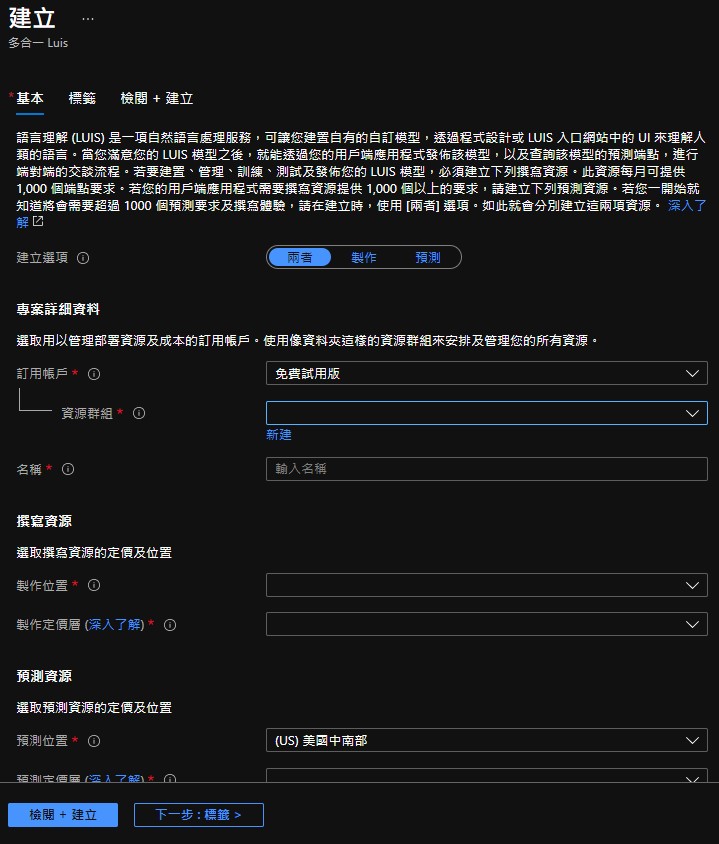 建立 ...
多合一 Luis
* 基本 標籤 檢閱 + 建立
語言理解 (LUIS) 是一項自然語言處理服務，可讓您建置自有的自訂模型，透過程式設計或 LUIS 入口網站中的 UI 來理解人
類的語言。當您滿意您的 LUIS 模型之後，就能透過您的用戶端應用程式發佈該模型，以及查詢該模型的預測端點，進行
端對端的交談流程。若要建置、管理、訓練、測試及發佈您的 LUIS 模型，必須建立下列撰寫資源。此資源每月可提供
1,000 個端點要求。若您的用戶端應用程式需要撰寫資源提供 1,000 個以上的要求，請建立下列預測資源。若您一開始就
知道將會需要超過 1000 個預測要求及撰寫體驗，請在建立時，使用 [兩者] 選項。如此就會分別建立這兩項資源。 深入了
解
建立選項 兩者 製作 預測
專案詳細資料
選取用以管理部署資源及成本的訂用帳戶。使用像資料夾這樣的資源群組來安排及管理您的所有資源。
訂用帳戶 * 免費試用版
資源群組 *
新建
名稱 * 輸入名稱
撰寫資源
選取撰寫資源的定價及位置
製作位置 *
製作定價層 (深入了解) *
預測資源
選取預測資源的定價及位置
預測位置 * (US) 美國中南部
預測定價層 (深入了解) *
檢閱 + 建立 下一步 : 標籤 >